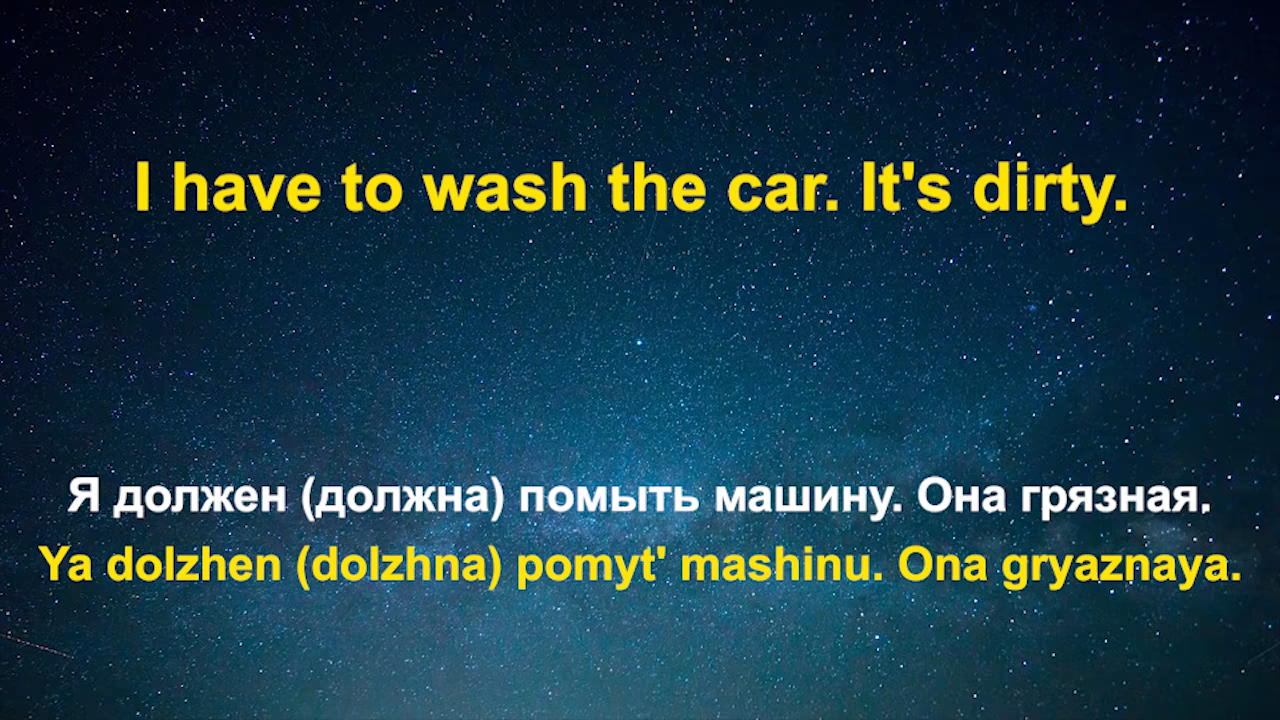 I have to wash the car. It's dirty.
Я должен (должна) помыть машину. Она грязная.
Ya dolzhen (dolzhna) pomyt' mashinu. Ona gryaznaya.